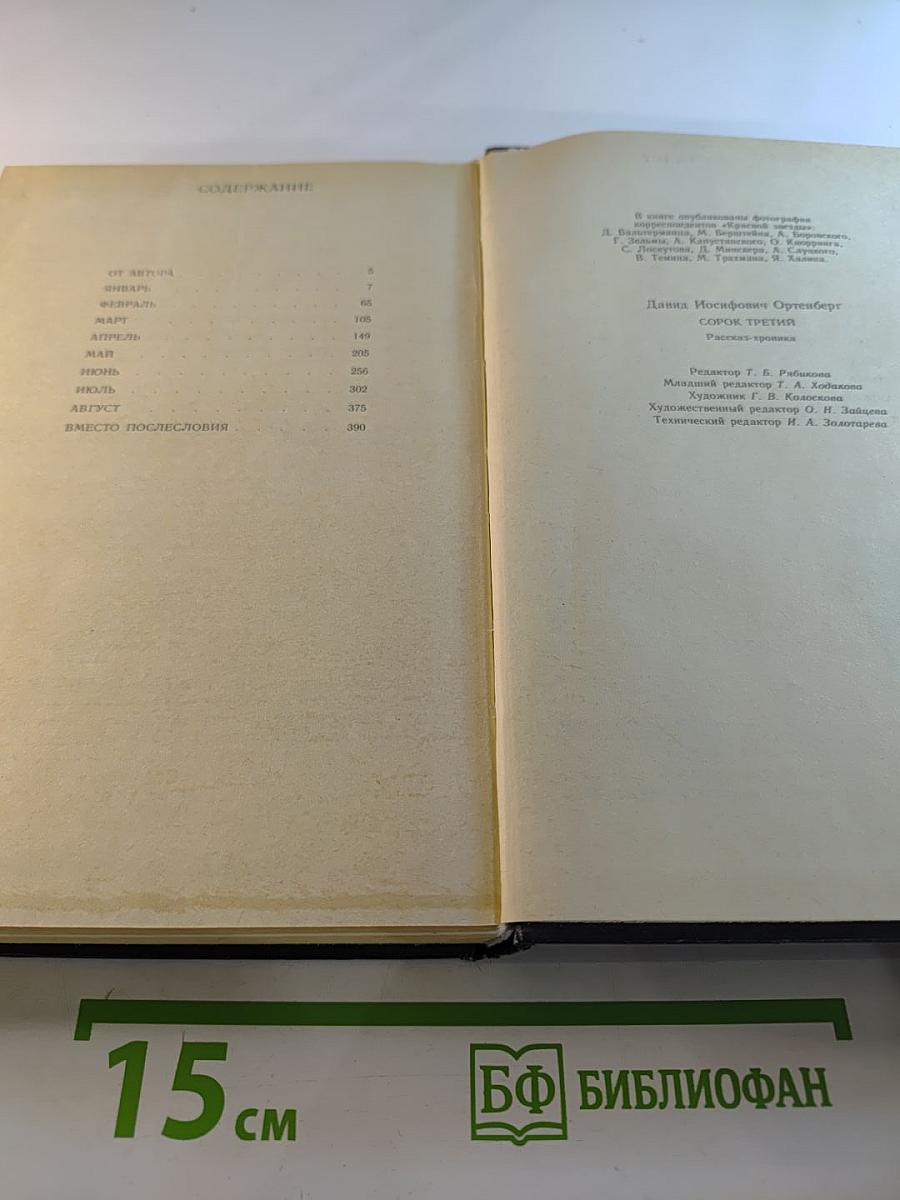 СОДЕРЖАНИЕ
ОТ АВТОРА . . . . . . . . . . 5
ЯНВАРЬ . . . . . . . . . . 7
ФЕВРАЛЬ . . . . . . . . . . 65
МАРТ . . . . . . . . . . 105
АПРЕЛЬ . . . . . . . . . . 149
МАЙ . . . . . . . . . . 205
ИЮНЬ . . . . . . . . . . 256
ИЮЛЬ . . . . . . . . . . 302
АВГУСТ . . . . . . . . . . 375
ВМЕСТО ПОСЛЕСЛОВИЯ . . . . . . 390
В книге опубликованы фотографии
корреспондентов «Красной звезды»:
Д. Бальтерманца, М. Бернштейна, А. Боровского,
Г. Зельмы, А. Капустянского, О. Кнорринга,
С. Лоскутова, Д. Минскера, А. Слуцкого,
В. Темина, М. Трахмана, Я. Халипа.
Давид Иосифович Ортенберг
СОРОК ТРЕТИЙ
Рассказ-хроника
Редактор Т. Б. Рябикова
Младший редактор Т. А. Ходакова
Художник Г. В. Колоскова
Художественный редактор О. Н. Зайцева
Технический редактор И. А. Золотарева
15 см
БФ БИБЛИОФАН